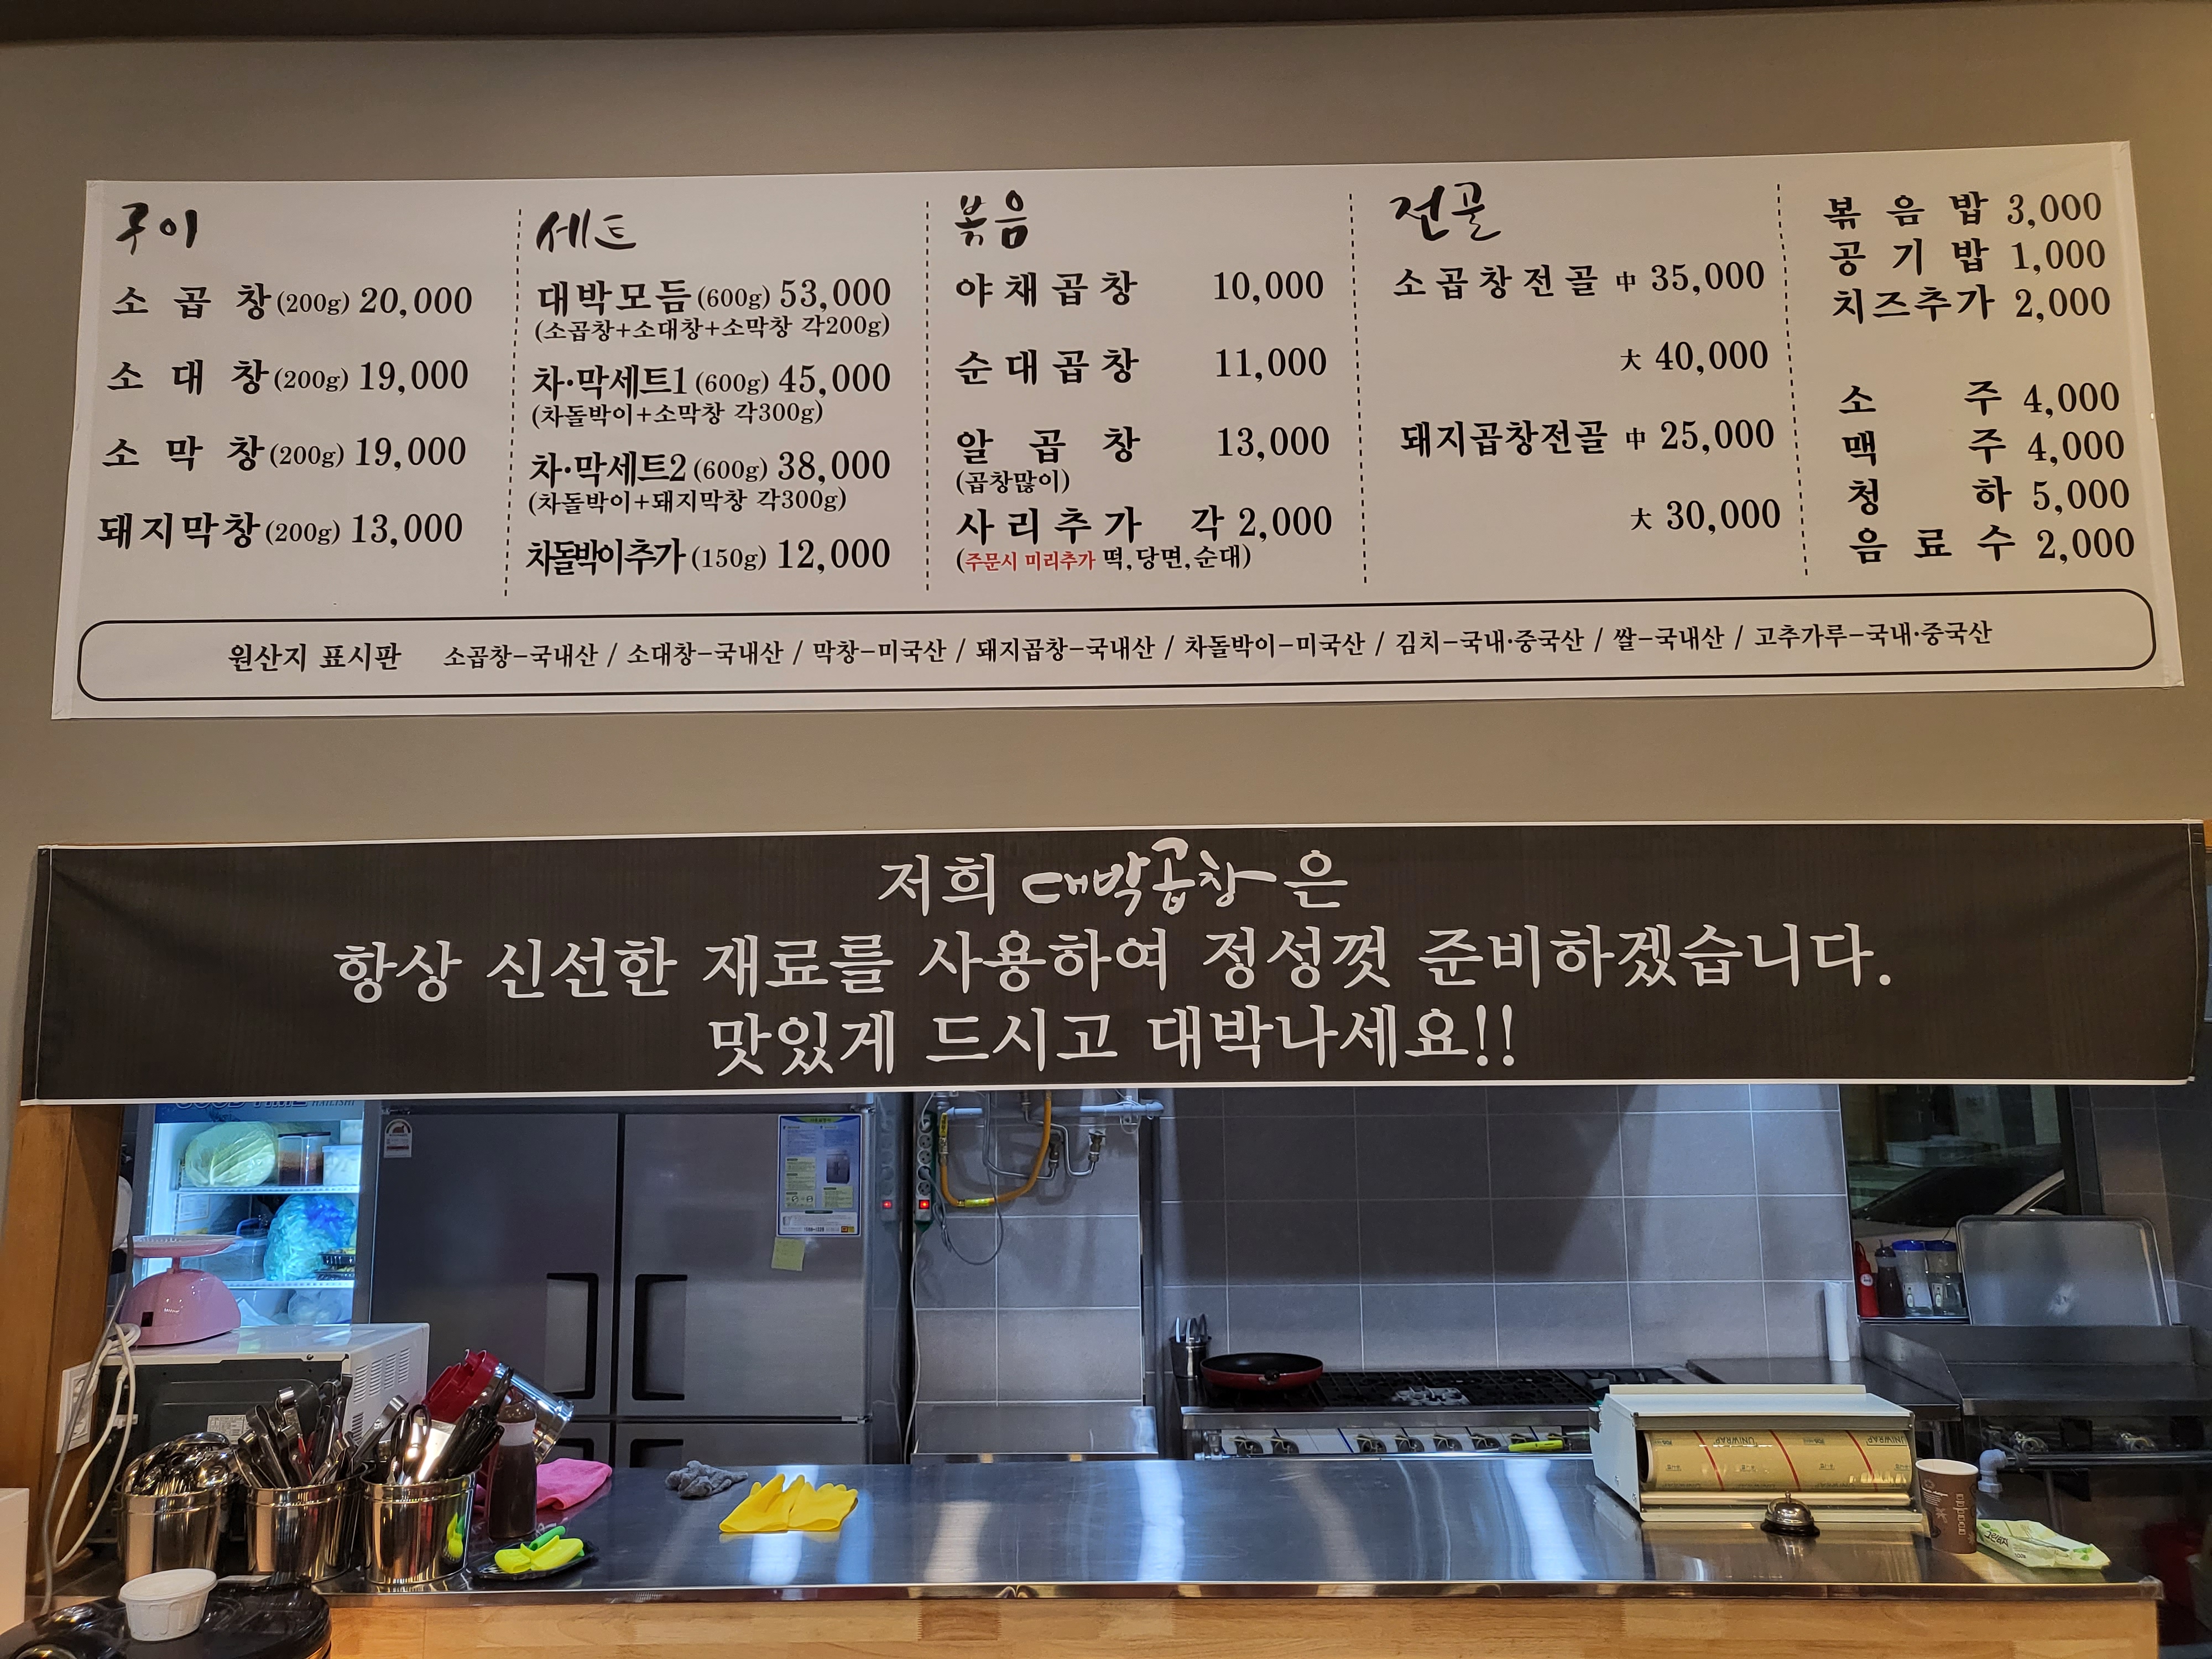 구이
소 곱 창 (200g) 20,000
소 대 창 (200g) 19,000
소 막 창 (200g) 19,000
돼지막창 (200g) 13,000
세트
대박모듬 (600g) 53,000
(소곱창+소대창+소막창 각200g)
차·막세트1 (600g) 45,000
(차돌박이+소막창 각300g)
차·막세트2 (600g) 38,000
(차돌박이+돼지막창 각300g)
차돌박이추가 (150g) 12,000
볶음
야채곱창 10,000
순대곱창 11,000
알 곱 창 13,000
(곱창많이)
사리추가 각 2,000
(주문시 미리추가 떡,당면,순대)
전골
소곱창전골 中 35,000
大 40,000
돼지곱창전골 中 25,000
大 30,000
볶 음 밥 3,000
공 기 밥 1,000
치즈추가 2,000
소 주 4,000
맥 주 4,000
청 하 5,000
음 료 수 2,000
원산지 표시판 소곱창-국내산 / 소대창-국내산 / 막창-미국산 / 돼지곱창-국내산 / 차돌박이-미국산 / 김치-국내·중국산 / 쌀-국내산 / 고추가루-국내·중국산
저희 대박곱창은
항상 신선한 재료를 사용하여 정성껏 준비하겠습니다.
맛있게 드시고 대박나세요!!
UNIWRAP UNIWRAP UNIWRAP